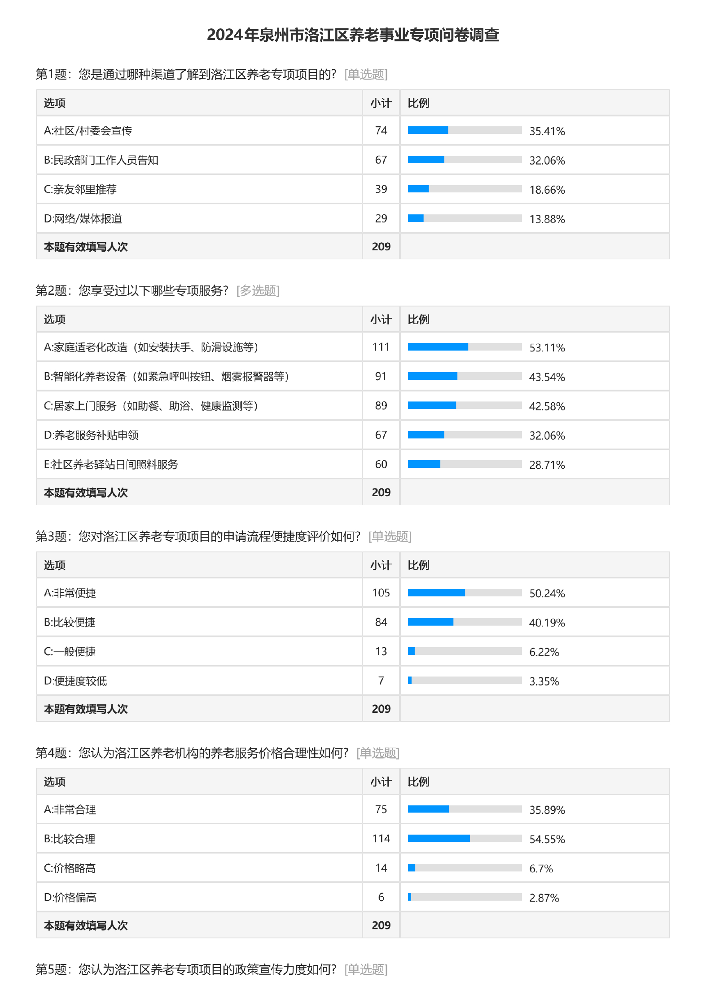 2024年泉州市洛江区养老事业专项问卷调查
第1题：您是通过哪种渠道了解到洛江区养老专项项目的? [单选题]
选项 小计 比例
A:社区/村委会宣传 74 35.41%
B:民政部门工作人员告知 67 32.06%
C:亲友邻里推荐 39 18.66%
D:网络/媒体报道 29 13.88%
本题有效填写人次 209
第2题：您享受过以下哪些专项服务? [多选题]
选项 小计 比例
A:家庭适老化改造（如安装扶手、防滑设施等） 111 53.11%
B:智能化养老设备（如紧急呼叫按钮、烟雾报警器等） 91 43.54%
C:居家上门服务（如助餐、助浴、健康监测等） 89 42.58%
D:养老服务补贴申领 67 32.06%
E:社区养老驿站日间照料服务 60 28.71%
本题有效填写人次 209
第3题：您对洛江区养老专项项目的申请流程便捷度评价如何? [单选题]
选项 小计 比例
A:非常便捷 105 50.24%
B:比较便捷 84 40.19%
C:一般便捷 13 6.22%
D:便捷度较低 7 3.35%
本题有效填写人次 209
第4题：您认为洛江区养老机构的养老服务价格合理性如何? [单选题]
选项 小计 比例
A:非常合理 75 35.89%
B:比较合理 114 54.55%
C:价格略高 14 6.7%
D:价格偏高 6 2.87%
本题有效填写人次 209
第5题：您认为洛江区养老专项项目的政策宣传力度如何? [单选题]